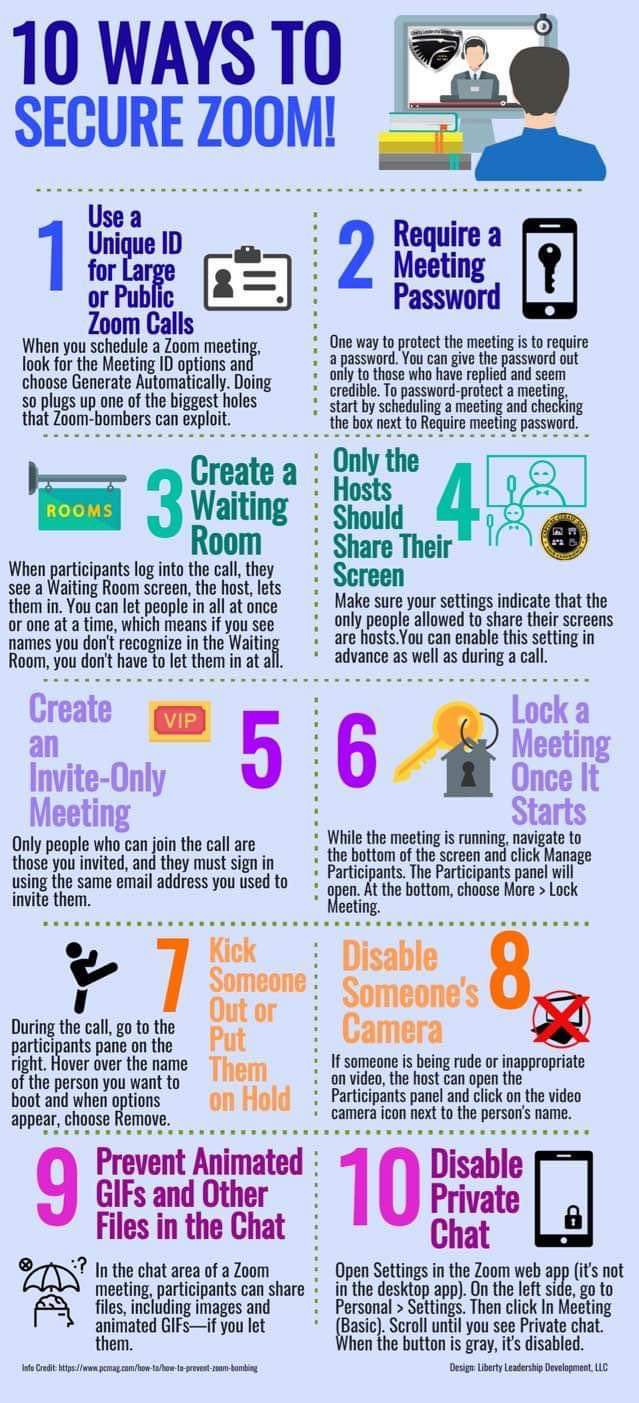 10 WAYS TO
SECURE ZOOM!
1
Use a
Unique ID
for Large
or Public
Zoom Calls
When you schedule a Zoom meeting,
look for the Meeting ID options and
choose Generate Automatically. Doing
so plugs up one of the biggest holes
that Zoom-bombers can exploit.
2
Require a
Meeting
Password
One way to protect the meeting is to require
a password. You can give the password out
only to those who have replied and seem
credible. To password-protect a meeting,
start by scheduling a meeting and checking
the box next to Require meeting password.
ROOMS
3
Create a
Waiting
Room
When participants log into the call, they
see a Waiting Room screen, the host, lets
them in. You can let people in all at once
or one at a time, which means if you see
names you don't recognize in the Waiting
Room, you don't have to let them in at all.
Only the
Hosts
Should
Share Their
Screen
4
Make sure your settings indicate that the
only people allowed to share their screens
are hosts.You can enable this setting in
advance as well as during a call.
Create
an
Invite-Only
Meeting
VIP
5
Only people who can join the call are
those you invited, and they must sign in
using the same email address you used to
invite them.
6
Lock a
Meeting
Once It
Starts
While the meeting is running, navigate to
the bottom of the screen and click Manage
Participants. The Participants panel will
open. At the bottom, choose More > Lock
Meeting.
7
Kick
Someone
Out or
Put
Them
on Hold
During the call, go to the
participants pane on the
right. Hover over the name
of the person you want to
boot and when options
appear, choose Remove.
Disable
Someone's
Camera
8
If someone is being rude or inappropriate
on video, the host can open the
Participants panel and click on the video
camera icon next to the person's name.
9
Prevent Animated
GIFs and Other
Files in the Chat
?
In the chat area of a Zoom
meeting, participants can share
files, including images and
animated GIFs—if you let
them.
10
Disable
Private
Chat
Open Settings in the Zoom web app (it's not
in the desktop app). On the left side, go to
Personal > Settings. Then click In Meeting
(Basic). Scroll until you see Private chat.
When the button is gray, it's disabled.
Info Credit: https://www.pcmag.com/how-to/how-to-prevent-zoom-bombing
Design: Liberty Leadership Development, LLC